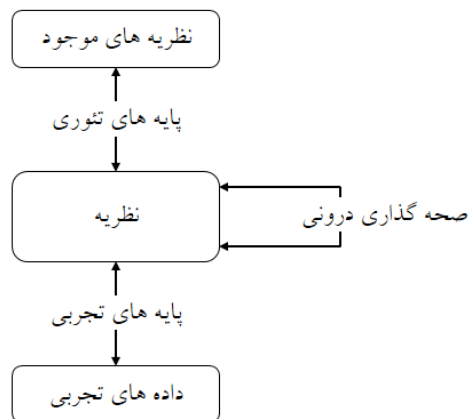 نظریه های موجود
پایه های تئوری
نظریه
صحه گذاری درونی
پایه های تجربی
داده های تجربی